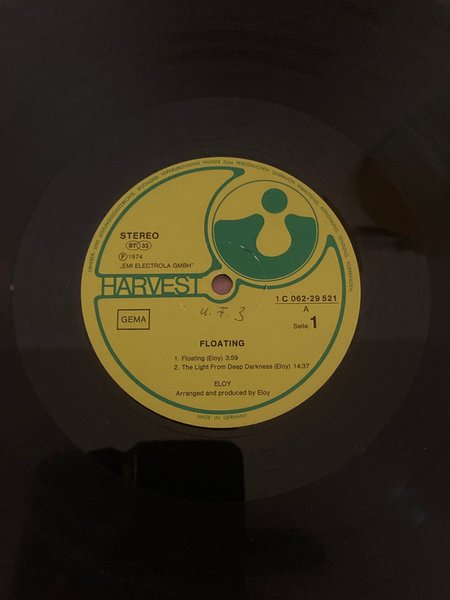 STEREO
ST 33
Ⓟ 1974
„EMI ELECTROLA GMBH"
HARVEST
1 C 062-29 521
A
Seite 1
GEMA
U. F. 3
FLOATING
1. Floating (Eloy) 3:59
2. The Light From Deep Darkness (Eloy) 14:37
ELOY
Arranged and produced by Eloy
MADE IN GERMANY